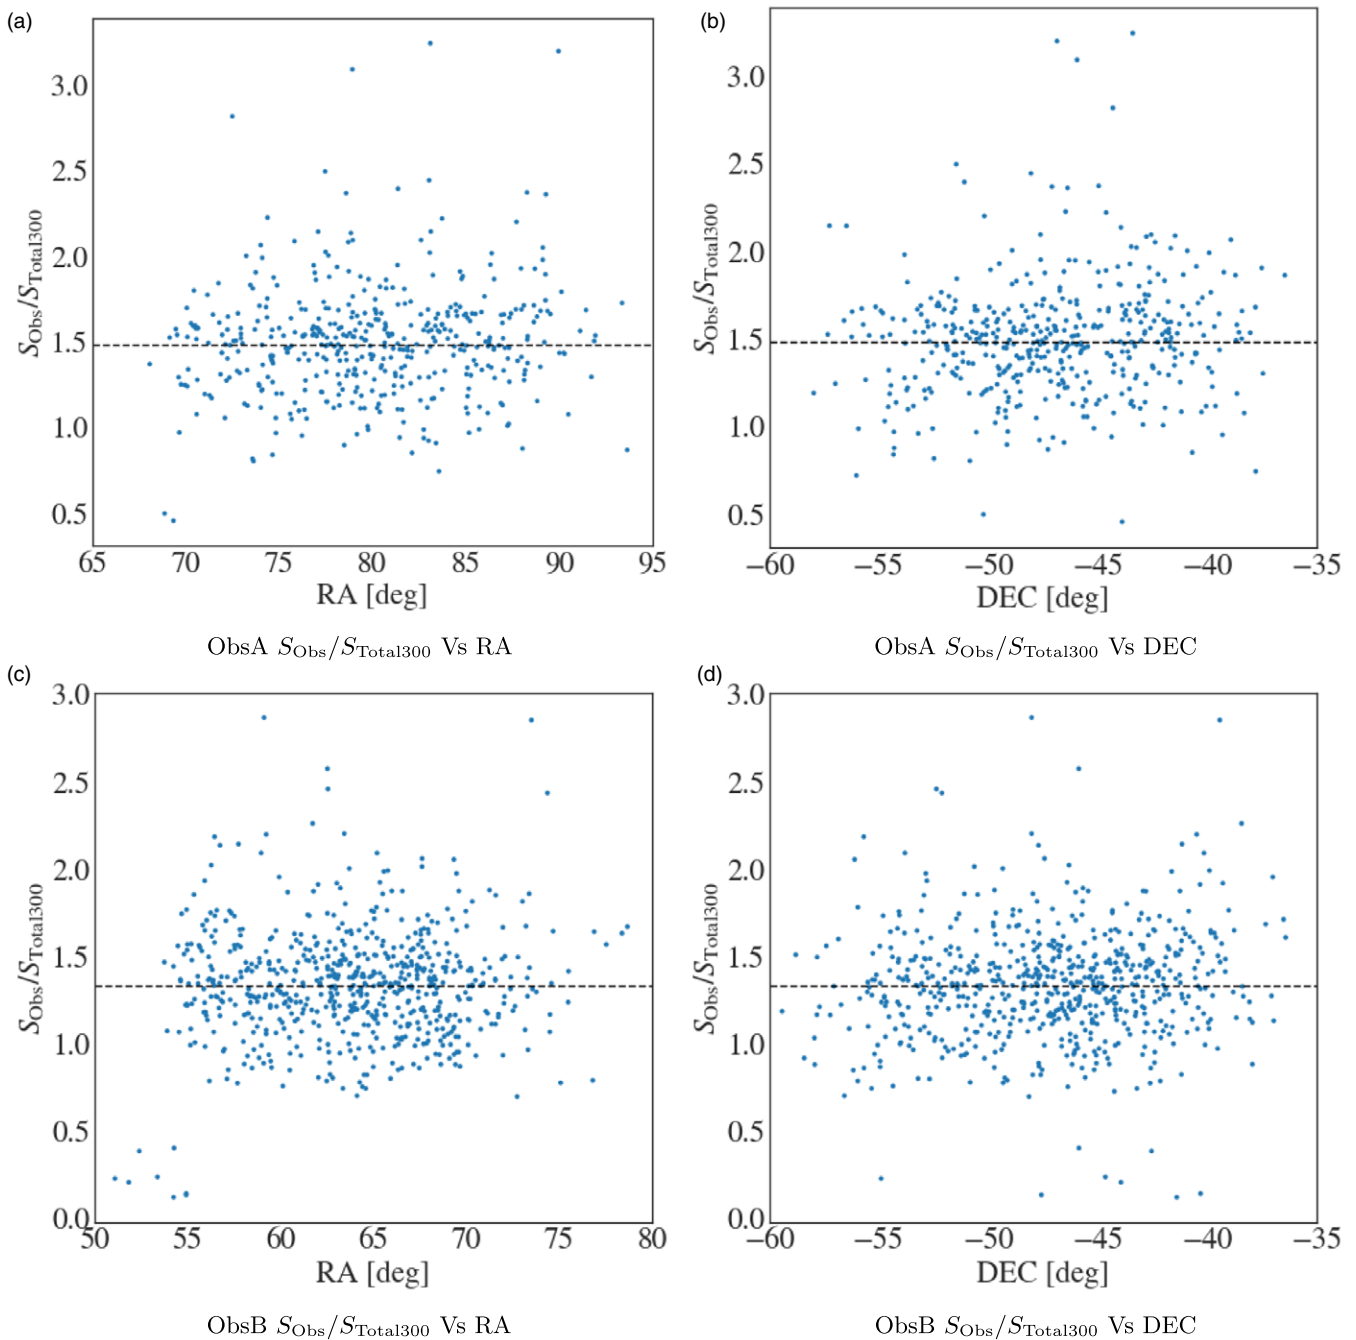 (a)
(b)
3.0
2.5
2.0
1.5
1.0
0.5
S_Obs/S_Total300
65 70 75 80 85 90 95
RA [deg]
3.0
2.5
2.0
1.5
1.0
0.5
S_Obs/S_Total300
−60 −55 −50 −45 −40 −35
DEC [deg]
ObsA S_Obs/S_Total300 Vs RA
ObsA S_Obs/S_Total300 Vs DEC
(c)
(d)
3.0
2.5
2.0
1.5
1.0
0.5
0.0
S_Obs/S_Total300
50 55 60 65 70 75 80
RA [deg]
3.0
2.5
2.0
1.5
1.0
0.5
0.0
S_Obs/S_Total300
−60 −55 −50 −45 −40 −35
DEC [deg]
ObsB S_Obs/S_Total300 Vs RA
ObsB S_Obs/S_Total300 Vs DEC